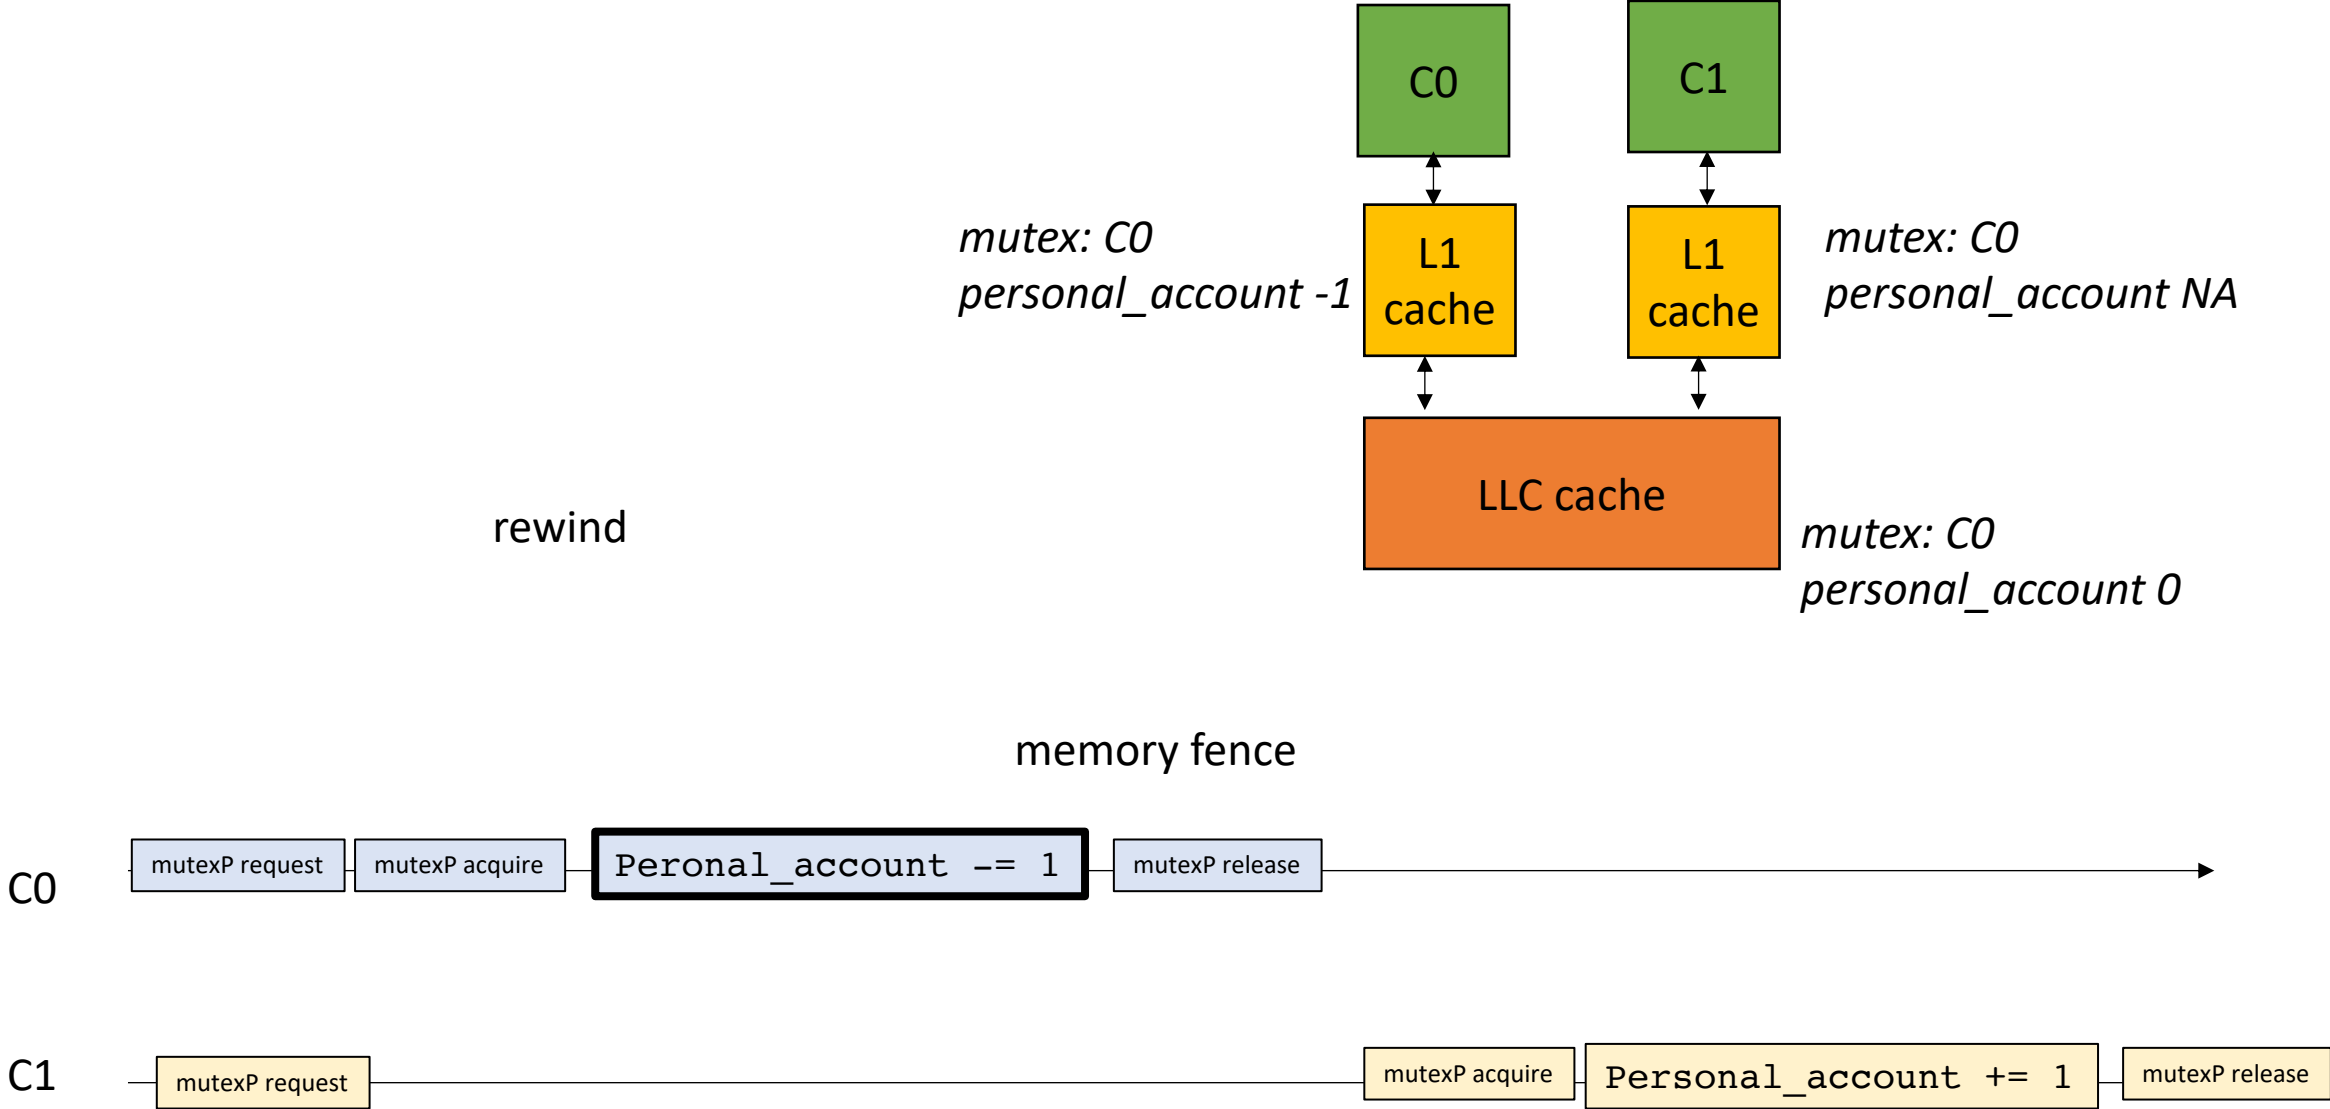 C0
C1
mutex: C0
personal_account -1
L1
cache
L1
cache
mutex: C0
personal_account NA
LLC cache
rewind
mutex: C0
personal_account 0
memory fence
C0
mutexP request
mutexP acquire
Peronal_account -= 1
mutexP release
C1
mutexP request
mutexP acquire
Personal_account += 1
mutexP release